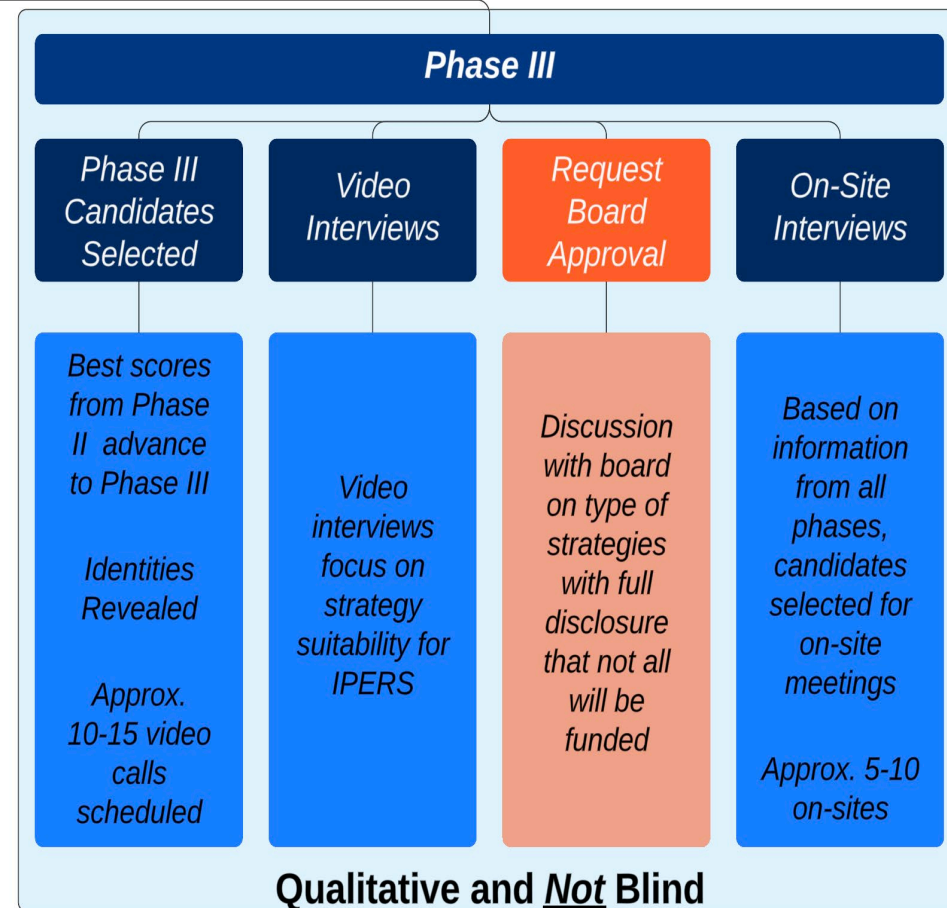 Phase III
Phase III
Candidates
Selected
Video
Interviews
Request
Board
Approval
On-Site
Interviews
Best scores
from Phase
II advance
to Phase III
Identities
Revealed
Approx.
10-15 video
calls
scheduled
Video
interviews
focus on
strategy
suitability for
IPERS
Discussion
with board
on type of
strategies
with full
disclosure
that not all
will be
funded
Based on
information
from all
phases,
candidates
selected for
on-site
meetings
Approx. 5-10
on-sites
Qualitative and Not Blind